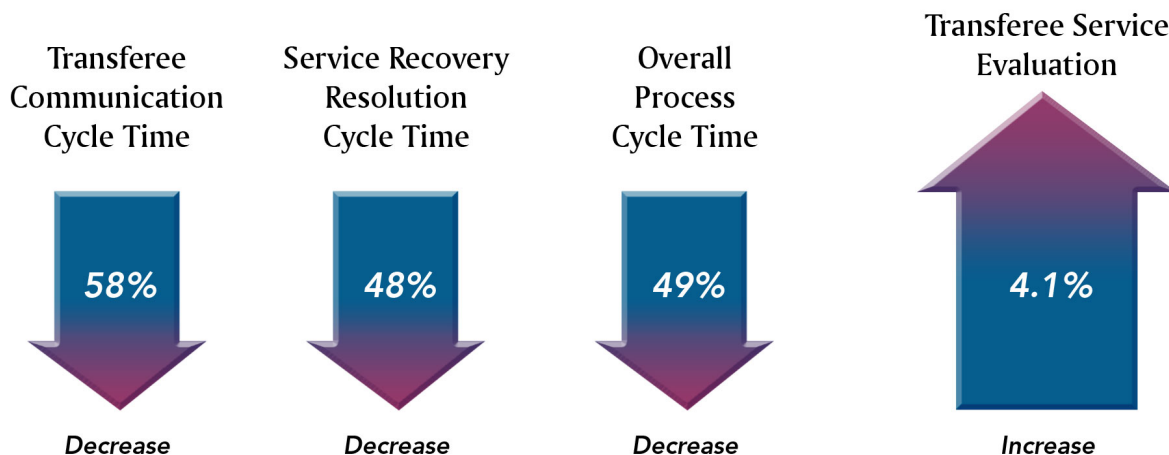 Transferee
Communication
Cycle Time
58%
Decrease
Service Recovery
Resolution
Cycle Time
48%
Decrease
Overall
Process
Cycle Time
49%
Decrease
Transferee Service
Evaluation
4.1%
Increase